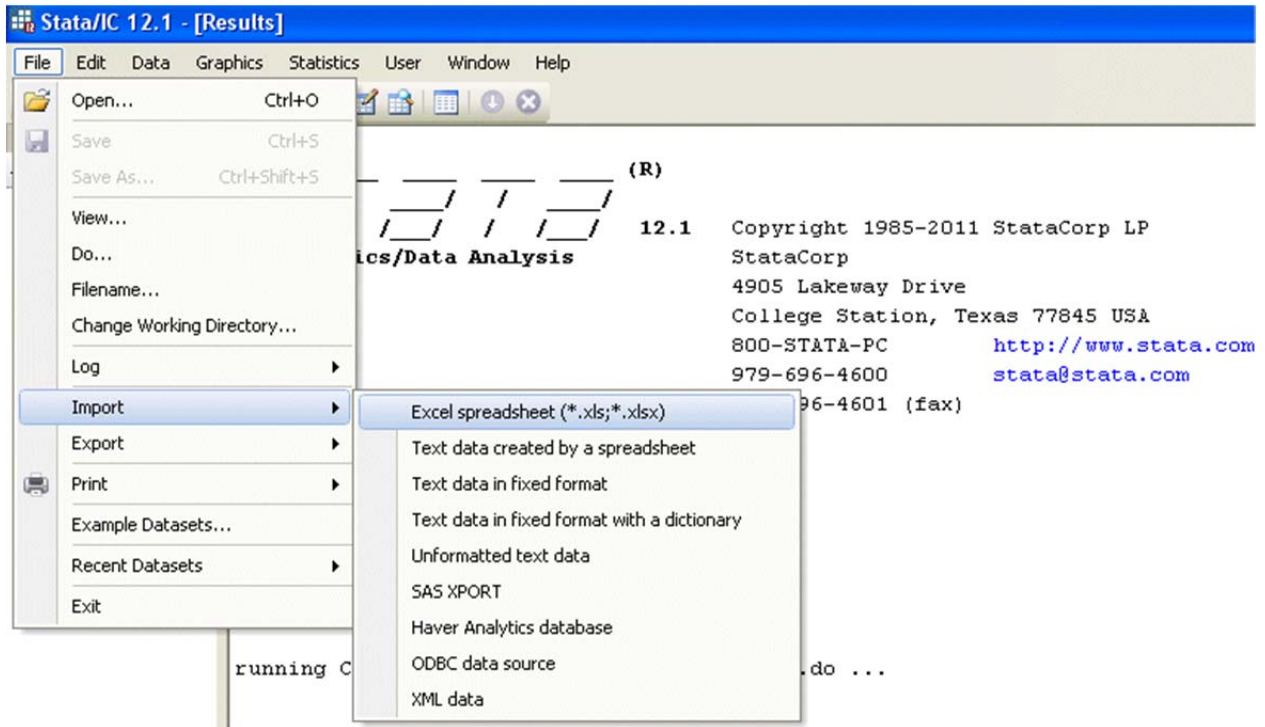 Stata/IC 12.1 - [Results]
File Edit Data Graphics Statistics User Window Help
Open... Ctrl+O
Save Ctrl+S
Save As... Ctrl+Shift+S
View...
Do...
Filename...
Change Working Directory...
Log
Import
Export
Print
Example Datasets...
Recent Datasets
Exit
Excel spreadsheet (*.xls;*.xlsx)
Text data created by a spreadsheet
Text data in fixed format
Text data in fixed format with a dictionary
Unformatted text data
SAS XPORT
Haver Analytics database
ODBC data source
XML data
(R)
12.1 Copyright 1985-2011 StataCorp LP
ics/Data Analysis StataCorp
4905 Lakeway Drive
College Station, Texas 77845 USA
800-STATA-PC http://www.stata.com
979-696-4600 stata@stata.com
96-4601 (fax)
running C .do ...